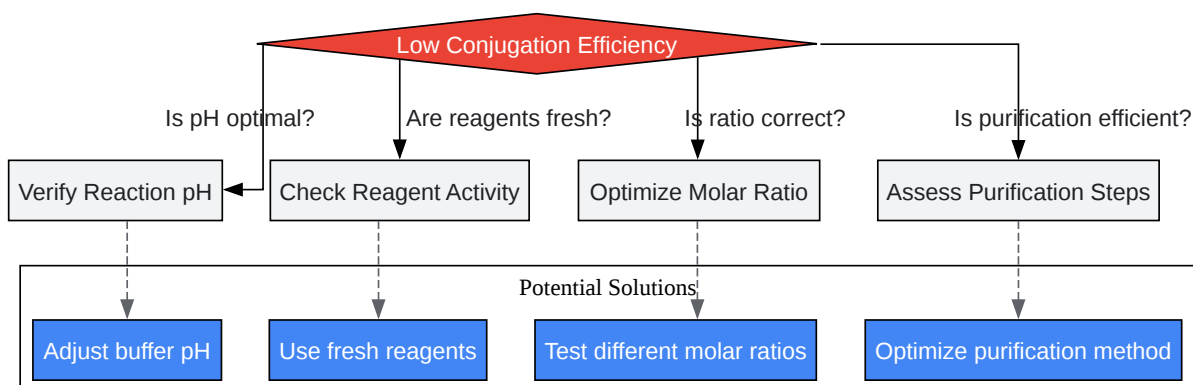 Low Conjugation Efficiency
Is pH optimal?
Are reagents fresh?
Is ratio correct?
Is purification efficient?
Verify Reaction pH
Check Reagent Activity
Optimize Molar Ratio
Assess Purification Steps
Potential Solutions
Adjust buffer pH
Use fresh reagents
Test different molar ratios
Optimize purification method